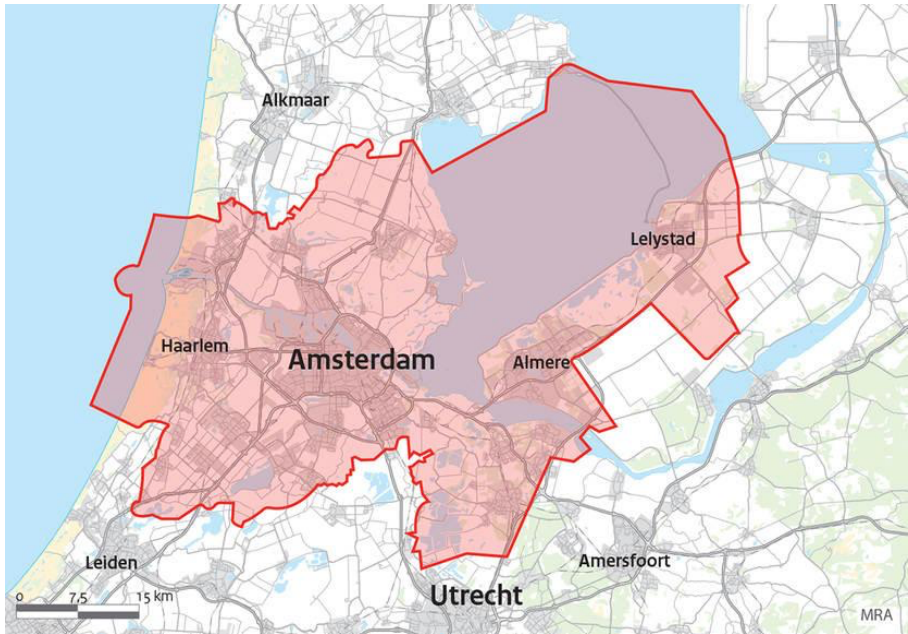 Alkmaar
Lelystad
Haarlem
Amsterdam
Almere
Leiden
Amersfoort
Utrecht
0 7,5 15 km
MRA